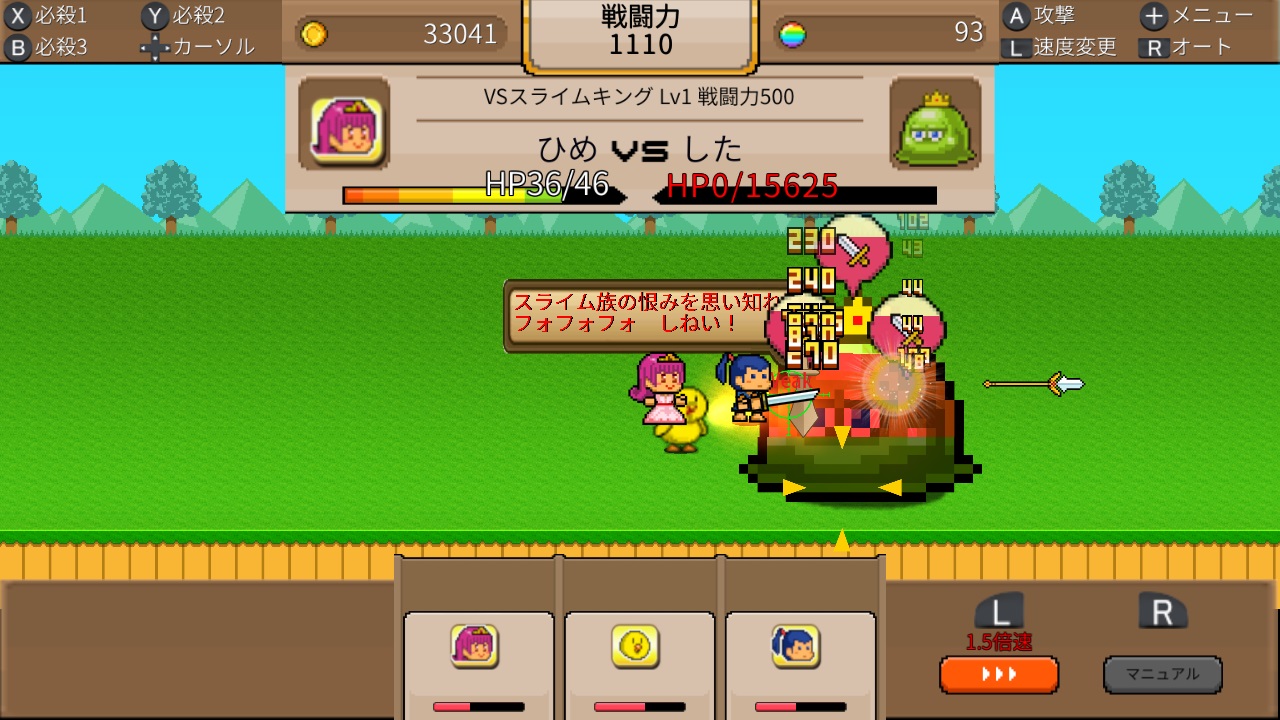 X 必殺1
Y 必殺2
B 必殺3
カーソル
33041
戦闘力
1110
93
A 攻撃
メニュー
L 速度変更
R オート
VSスライムキング Lv1 戦闘力500
ひめ VS した
HP36/46
HP0/15625
102
43
230
240
44
44
スライム族の恨みを思い知れ
フォフォフォ しねい！
L
R
1.5倍速
マニュアル